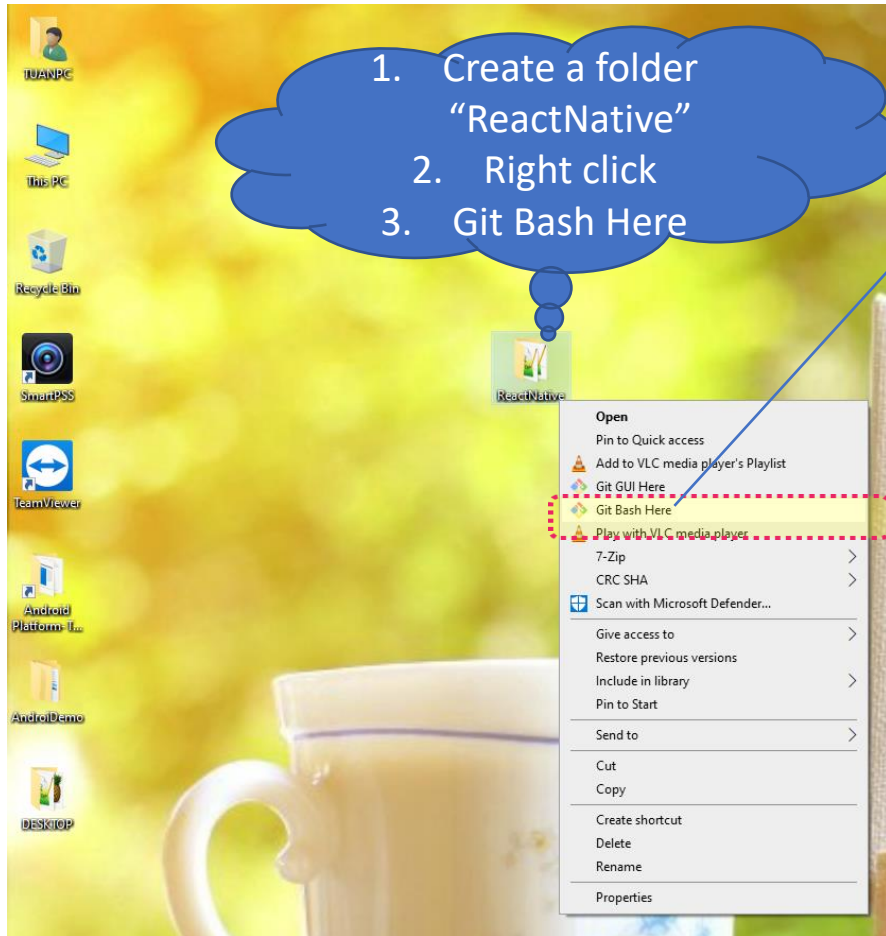 TUANPC
This PC
Recycle Bin
SmartPSS
TeamViewer
Android
Platform-T...
AndroiDemo
DESKTOP
1. Create a folder
“ReactNative”
2. Right click
3. Git Bash Here
ReactNative
Open
Pin to Quick access
Add to VLC media player's Playlist
Git GUI Here
Git Bash Here
Play with VLC media player
7-Zip
CRC SHA
Scan with Microsoft Defender...
Give access to
Restore previous versions
Include in library
Pin to Start
Send to
Cut
Copy
Create shortcut
Delete
Rename
Properties